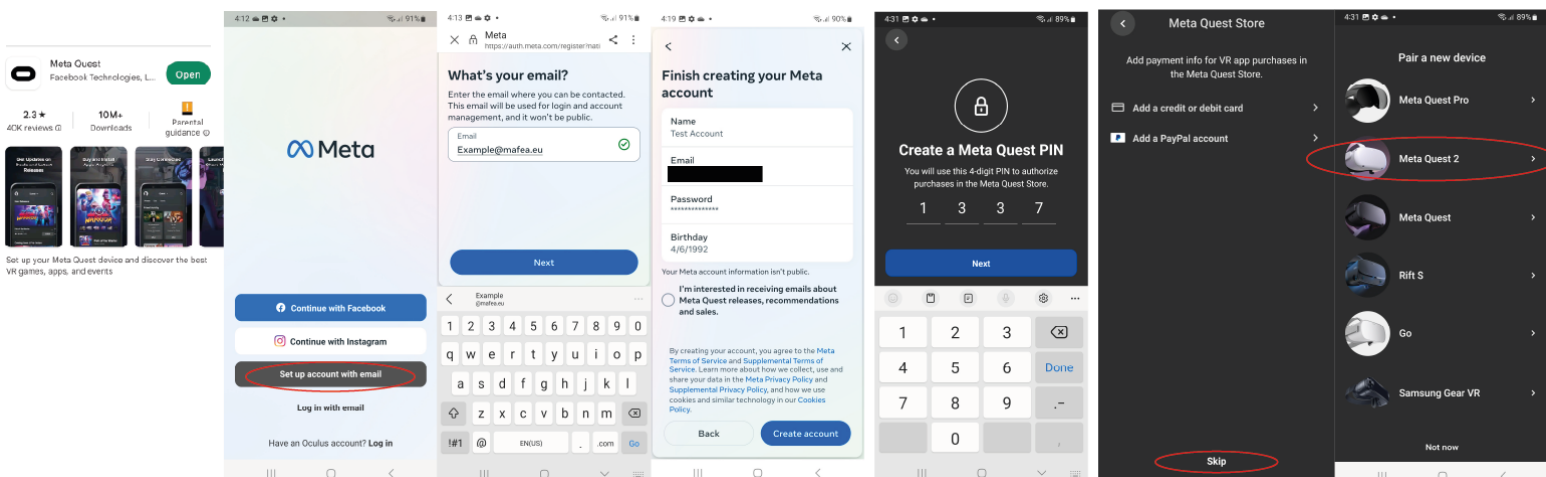 Meta Quest
Facebook Technologies, L...
Open
2.3★
40K reviews
10M+
Downloads
Parental
guidance
Get Updates on
Releases
Stay Connected
Set up your Meta Quest device and discover the best
VR games, apps, and events
4:12
91%
Meta
Continue with Facebook
Continue with Instagram
Set up account with email
Log in with email
Have an Oculus account? Log in
4:13
91%
Meta
https://auth.meta.com/register/nati
What's your email?
Enter the email where you can be contacted.
This email will be used for login and account
management, and it won't be public.
Email
Example@mafea.eu
Next
Example
@mafea.eu
1 2 3 4 5 6 7 8 9 0
q w e r t y u i o p
a s d f g h j k l
z x c v b n m
!#1 @ EN(US) . .com Go
4:19
90%
Finish creating your Meta
account
Name
Test Account
Email
Password
**************
Birthday
4/6/1992
Your Meta account information isn't public.
I'm interested in receiving emails about
Meta Quest releases, recommendations
and sales.
By creating your account, you agree to the Meta
Terms of Service and Supplemental Terms of
Service. Learn more about how we collect, use and
share your data in the Meta Privacy Policy and
Supplemental Privacy Policy, and how we use
cookies and similar technology in our Cookies
Policy.
Back
Create account
4:31
89%
Create a Meta Quest PIN
You will use this 4-digit PIN to authorize
purchases in the Meta Quest Store.
1 3 3 7
Next
1 2 3
4 5 6 Done
7 8 9 .-
0 ,
Meta Quest Store
Add payment info for VR app purchases in
the Meta Quest Store.
Add a credit or debit card
Add a PayPal account
Skip
4:31
89%
Pair a new device
Meta Quest Pro
Meta Quest 2
Meta Quest
Rift S
Go
Samsung Gear VR
Not now